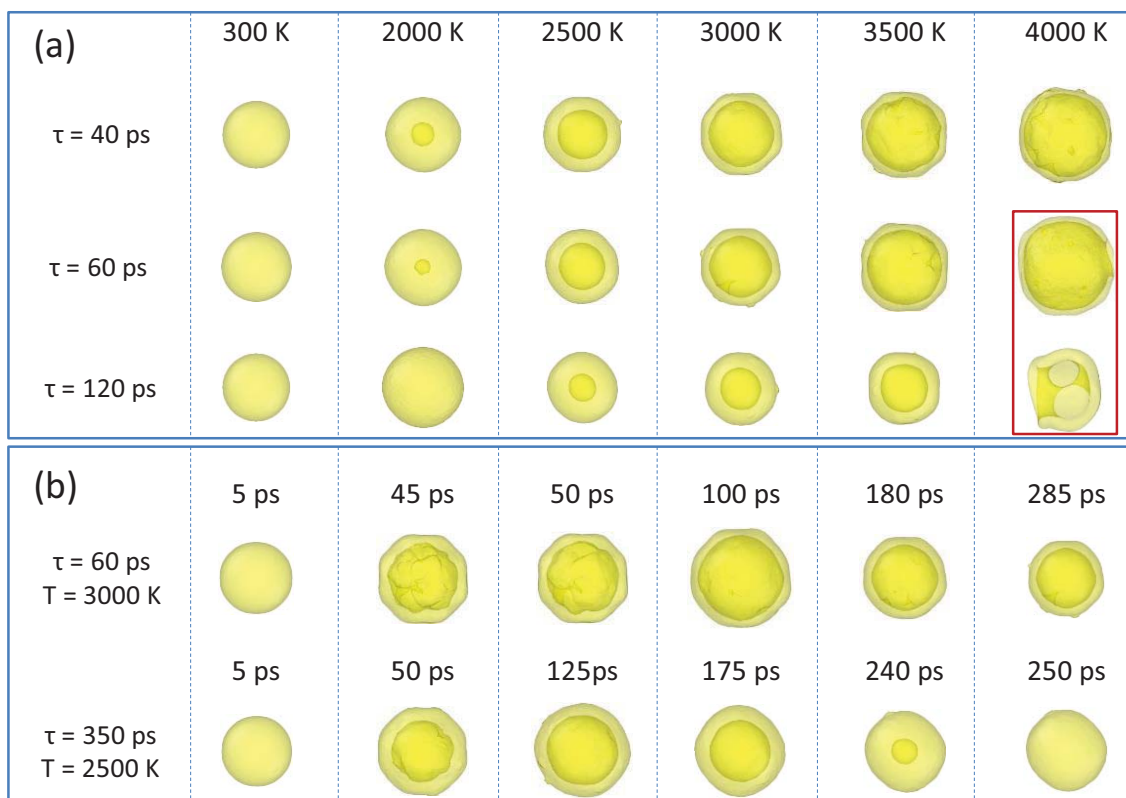 (a)
300 K 2000 K 2500 K 3000 K 3500 K 4000 K
τ = 40 ps
τ = 60 ps
τ = 120 ps
(b)
5 ps 45 ps 50 ps 100 ps 180 ps 285 ps
τ = 60 ps
T = 3000 K
5 ps 50 ps 125ps 175 ps 240 ps 250 ps
τ = 350 ps
T = 2500 K